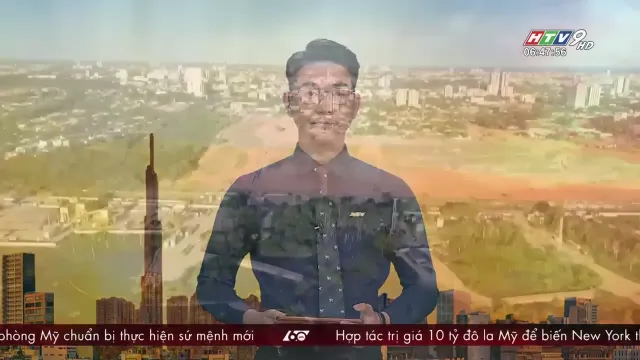 HTV9 HD
06:47:56
phòng Mỹ chuẩn bị thực hiện sứ mệnh mới 60 Hợp tác trị giá 10 tỷ đô la Mỹ để biến New York